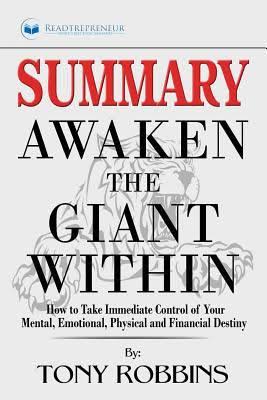 READTREPRENEUR
SUMMARY
AWAKEN
THE
GIANT
WITHIN
How to Take Immediate Control of Your
Mental, Emotional, Physical and Financial Destiny
By:
TONY ROBBINS